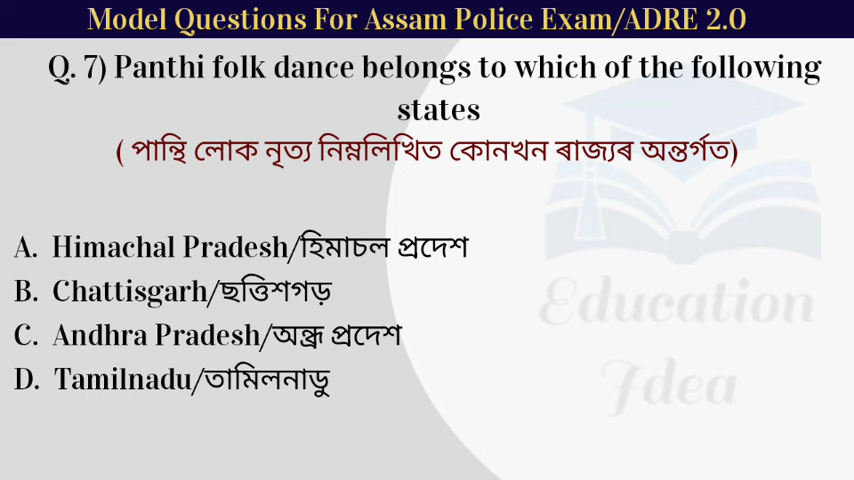 Model Questions For Assam Police Exam/ADRE 2.0
Q. 7) Panthi folk dance belongs to which of the following
states
( পান্থি লোক নৃত্য নিম্নলিখিত কোনখন ৰাজ্যৰ অন্তৰ্গত)
A. Himachal Pradesh/হিমাচল প্রদেশ
B. Chattisgarh/ছত্তিশগড়
C. Andhra Pradesh/অন্ধ্র প্রদেশ
D. Tamilnadu/তামিলনাডু
Education
Idea